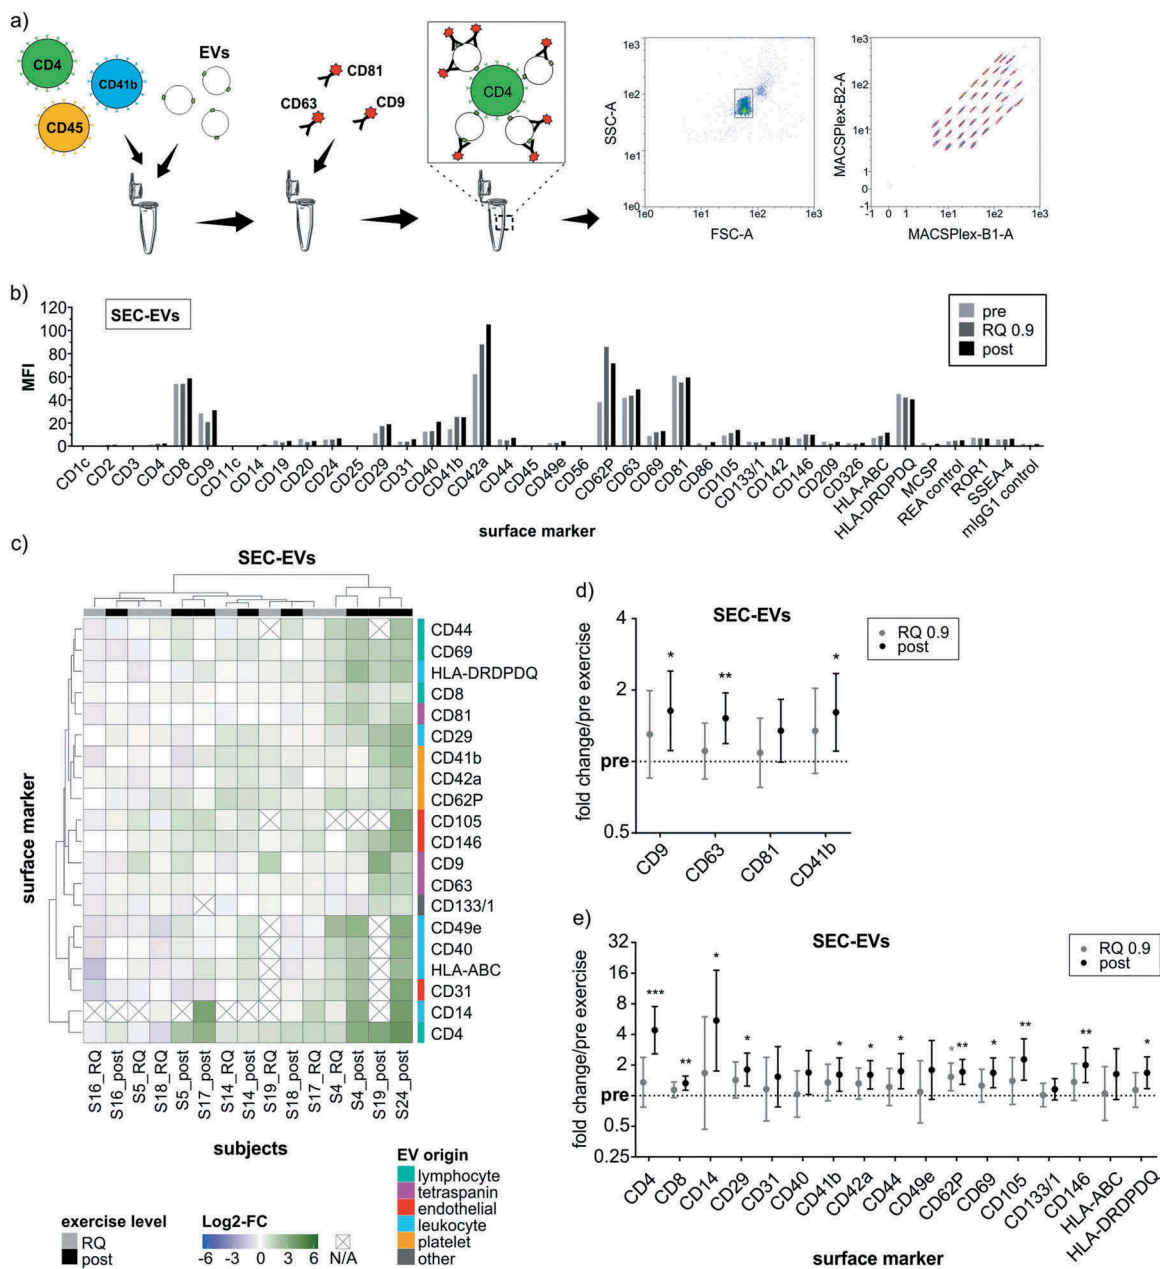 a)
CD4
CD41b
CD45
EVs
CD81
CD63
CD9
CD4
SSC-A
1e3
1e2
1e1
1e0
1e0 1e1 1e2 1e3
FSC-A
MACSPlex-B2-A
1e3
1e2
1e1
1
0
-1
-1 0 1 1e1 1e2 1e3
MACSPlex-B1-A
b)
SEC-EVs
MFI
120
100
80
60
40
20
0
pre
RQ 0.9
post
CD1c
CD2
CD3
CD4
CD8
CD9
CD11c
CD14
CD19
CD20
CD24
CD25
CD29
CD31
CD40
CD41b
CD42a
CD44
CD45
CD49e
CD56
CD62P
CD63
CD69
CD81
CD86
CD105
CD133/1
CD142
CD146
CD209
CD326
HLA-ABC
HLA-DRDPDQ
MCSP
REA control
ROR1
SSEA-4
mIgG1 control
surface marker
c)
SEC-EVs
surface marker
CD44
CD69
HLA-DRDPDQ
CD8
CD81
CD29
CD41b
CD42a
CD62P
CD105
CD146
CD9
CD63
CD133/1
CD49e
CD40
HLA-ABC
CD31
CD14
CD4
S16_RQ
S16_post
S5_RQ
S18_RQ
S5_post
S17_post
S14_RQ
S14_post
S19_RQ
S18_post
S17_RQ
S4_RQ
S4_post
S19_post
S24_post
subjects
exercise level
RQ
post
Log2-FC
-6 -3 0 3 6
N/A
EV origin
lymphocyte
tetraspanin
endothelial
leukocyte
platelet
other
d)
SEC-EVs
RQ 0.9
post
fold change/pre exercise
4
2
pre
0.5
* ** *
CD9
CD63
CD81
CD41b
e)
SEC-EVs
RQ 0.9
post
fold change/pre exercise
32
16
8
4
2
pre
0.5
0.25
*** ** * * * * * * ** * ** ** *
CD4
CD8
CD14
CD29
CD31
CD40
CD41b
CD42a
CD44
CD49e
CD62P
CD69
CD105
CD133/1
CD146
HLA-ABC
HLA-DRDPDQ
surface marker